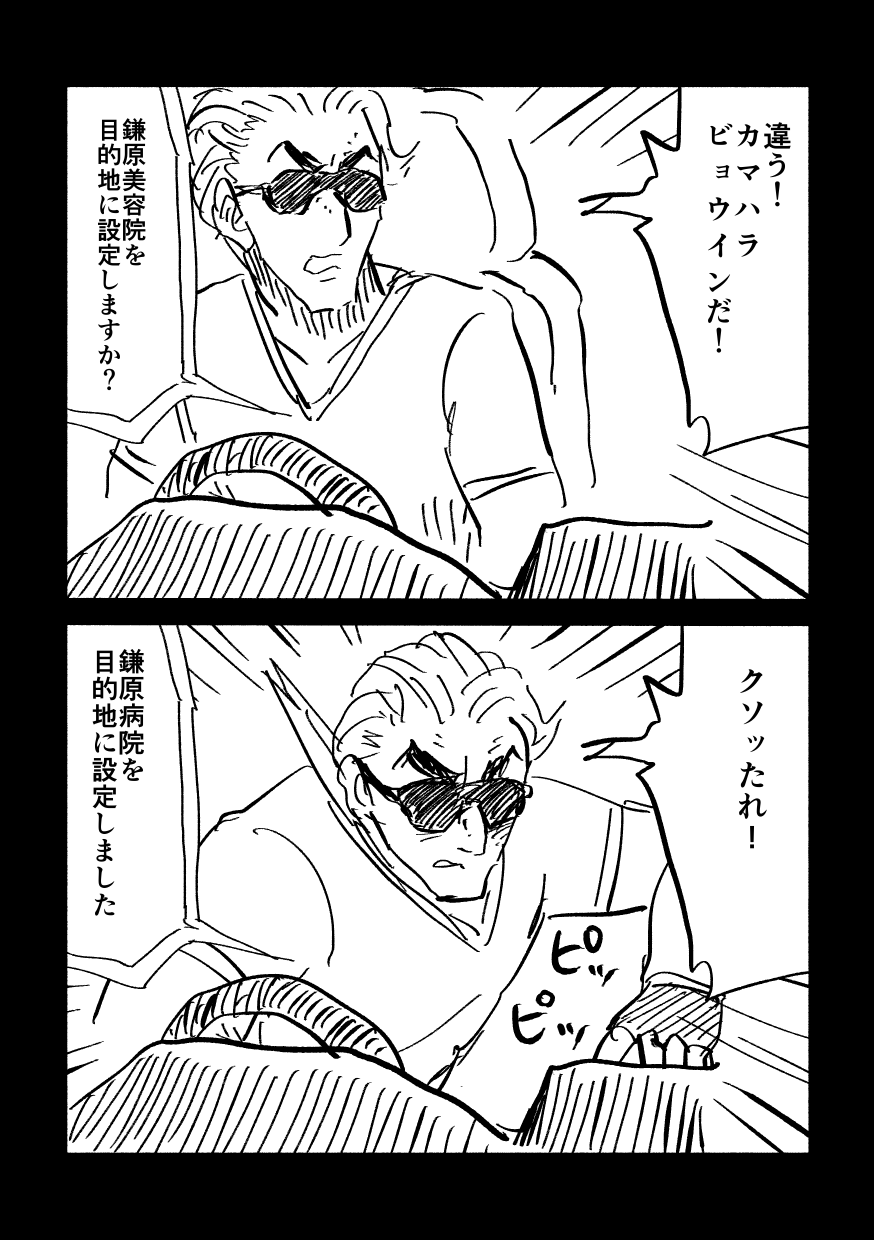 違う！
カマハラ
ビョウインだ！
鎌原美容院を
目的地に設定しますか？
クソッたれ！
ピッ
ピッ
鎌原病院を
目的地に設定しました